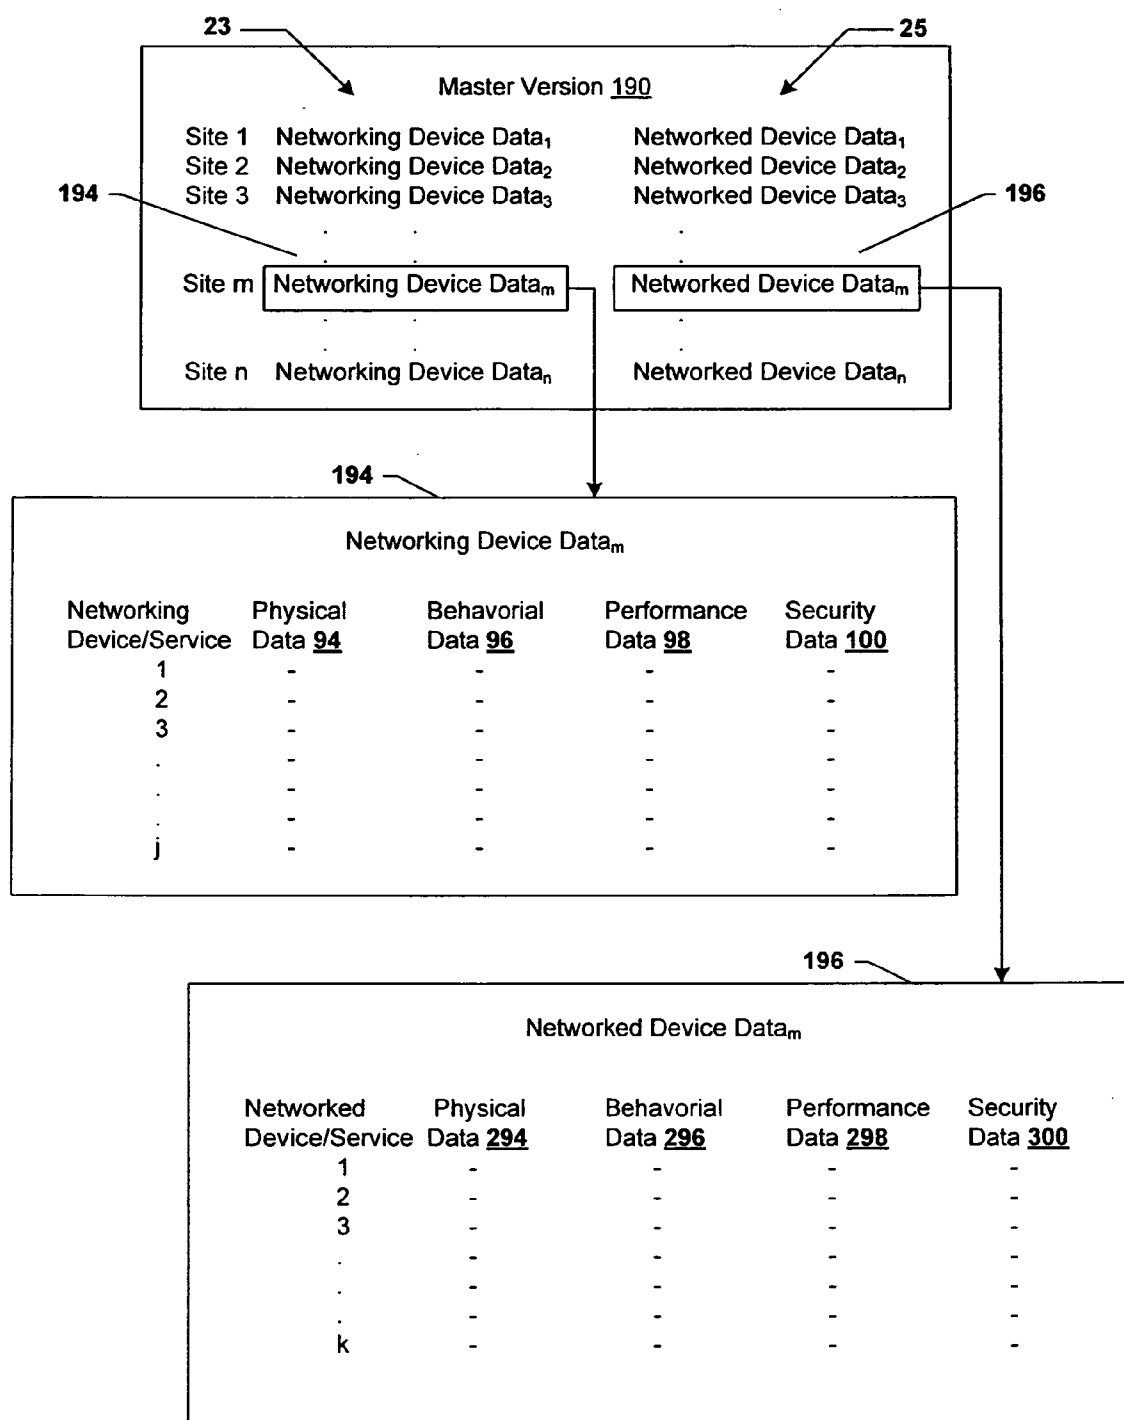 23 25
Master Version 190
Site 1 Networking Device Data1 Networked Device Data1
Site 2 Networking Device Data2 Networked Device Data2
194 Site 3 Networking Device Data3 Networked Device Data3 196
. . .
. . .
Site m Networking Device Datam Networked Device Datam
. . .
. . .
Site n Networking Device Datan Networked Device Datan
194
Networking Device Datam
Networking Physical Behavorial Performance Security
Device/Service Data 94 Data 96 Data 98 Data 100
1 - - - -
2 - - - -
3 - - - -
. - - - -
. - - - -
. - - - -
j - - - -
196
Networked Device Datam
Networked Physical Behavorial Performance Security
Device/Service Data 294 Data 296 Data 298 Data 300
1 - - - -
2 - - - -
3 - - - -
. - - - -
. - - - -
. - - - -
k - - - -